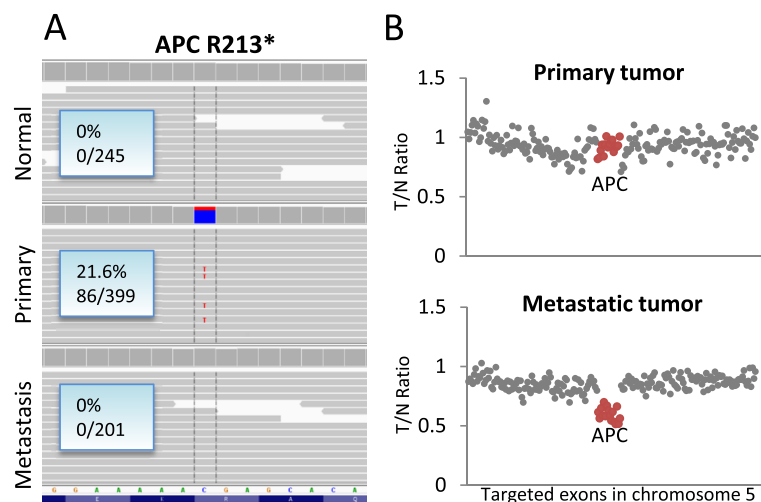 A
APC R213*
Normal
0%
0/245
Primary
21.6%
86/399
Metastasis
0%
0/201
G G A A A A A C G A G C A C A
E L R A Q
B
Primary tumor
T/N Ratio
1.5
1
0.5
0
APC
Metastatic tumor
T/N Ratio
1.5
1
0.5
0
APC
Targeted exons in chromosome 5